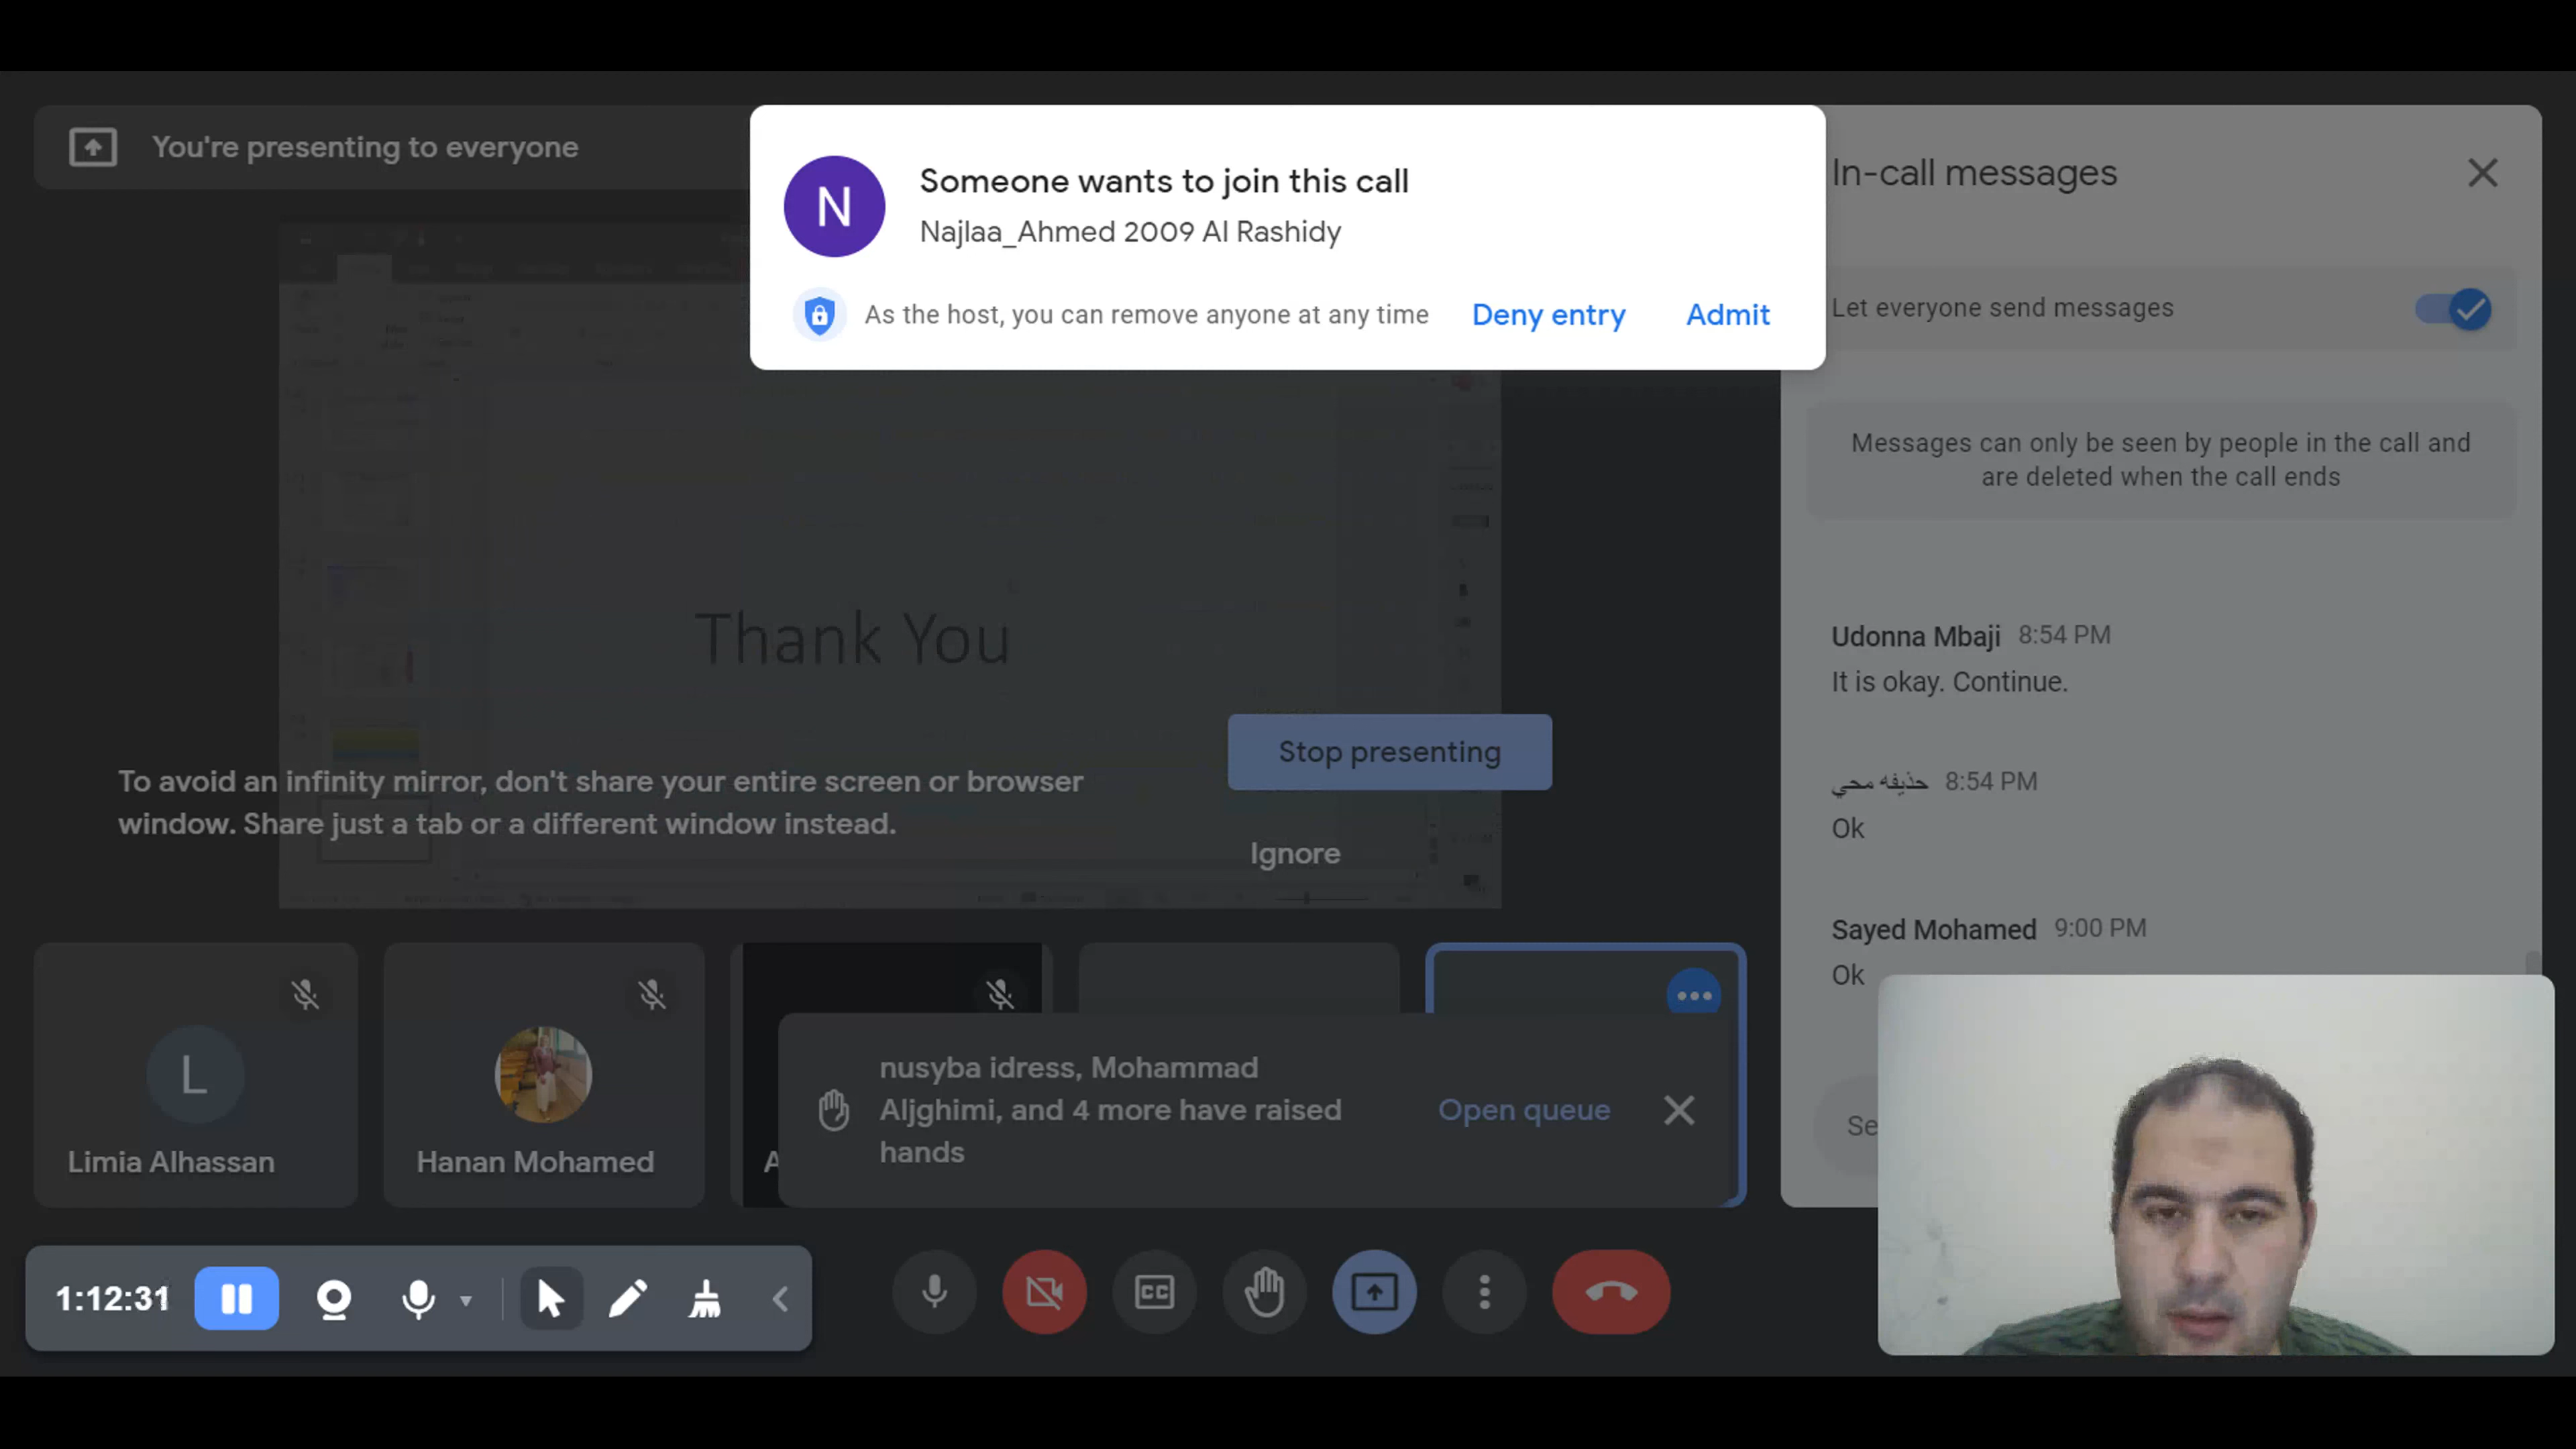 You're presenting to everyone
N
Someone wants to join this call
Najlaa_Ahmed 2009 Al Rashidy
As the host, you can remove anyone at any time
Deny entry
Admit
In-call messages
Let everyone send messages
Messages can only be seen by people in the call and
are deleted when the call ends
Thank You
Stop presenting
To avoid an infinity mirror, don't share your entire screen or browser
window. Share just a tab or a different window instead.
Ignore
Udonna Mbaji 8:54 PM
It is okay. Continue.
حذيفه محي 8:54 PM
Ok
Sayed Mohamed 9:00 PM
Ok
L
Limia Alhassan
Hanan Mohamed
nusyba idress, Mohammad
Aljghimi, and 4 more have raised
hands
Open queue
1:12:31
CC